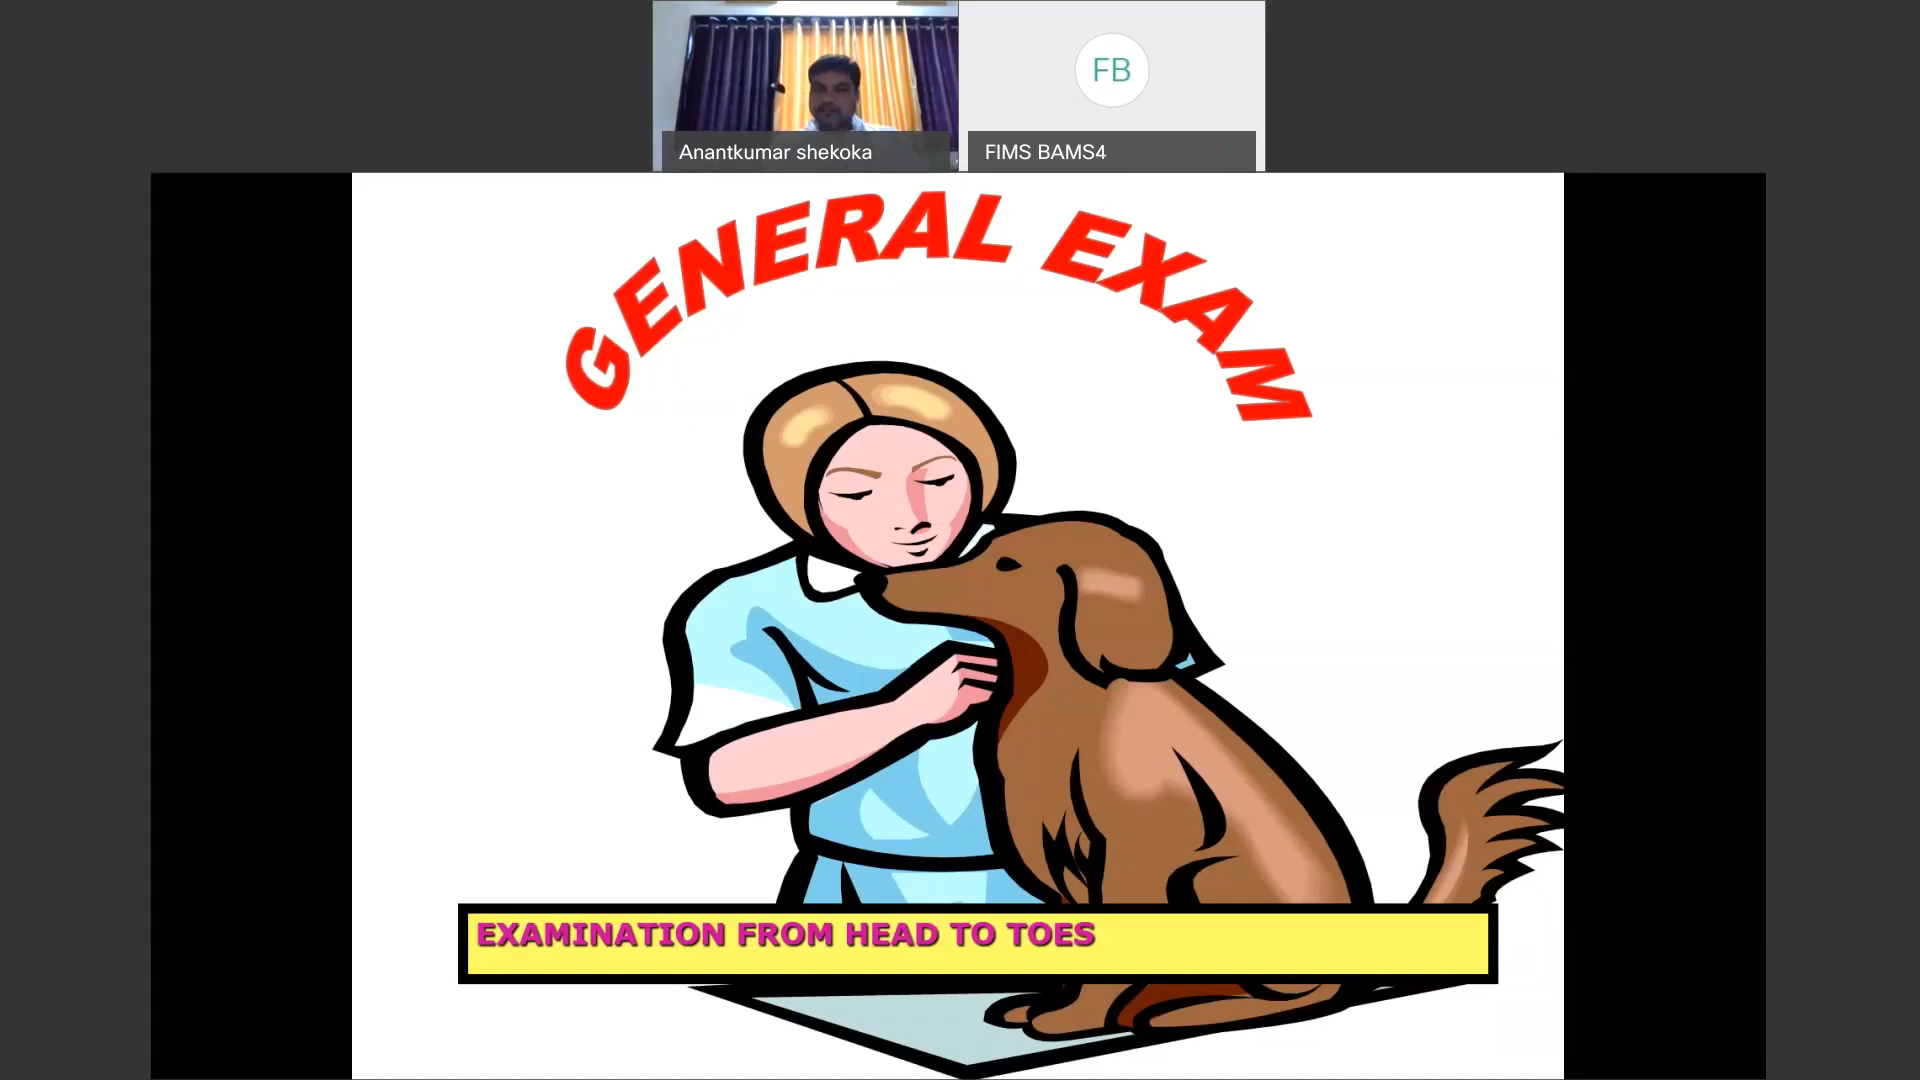 FB
Anantkumar shekoka
FIMS BAMS4
GENERAL EXAM
EXAMINATION FROM HEAD TO TOES